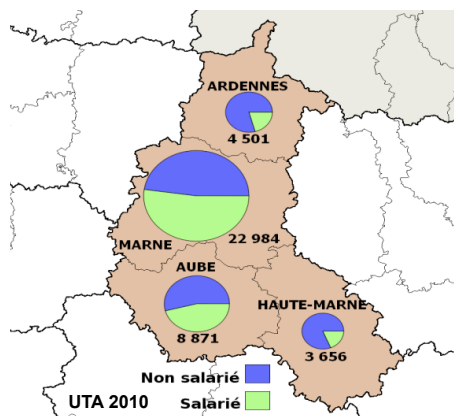 ARDENNES
4 501
MARNE
22 984
AUBE
8 871
HAUTE-MARNE
3 656
Non salarié
UTA 2010
Salarié